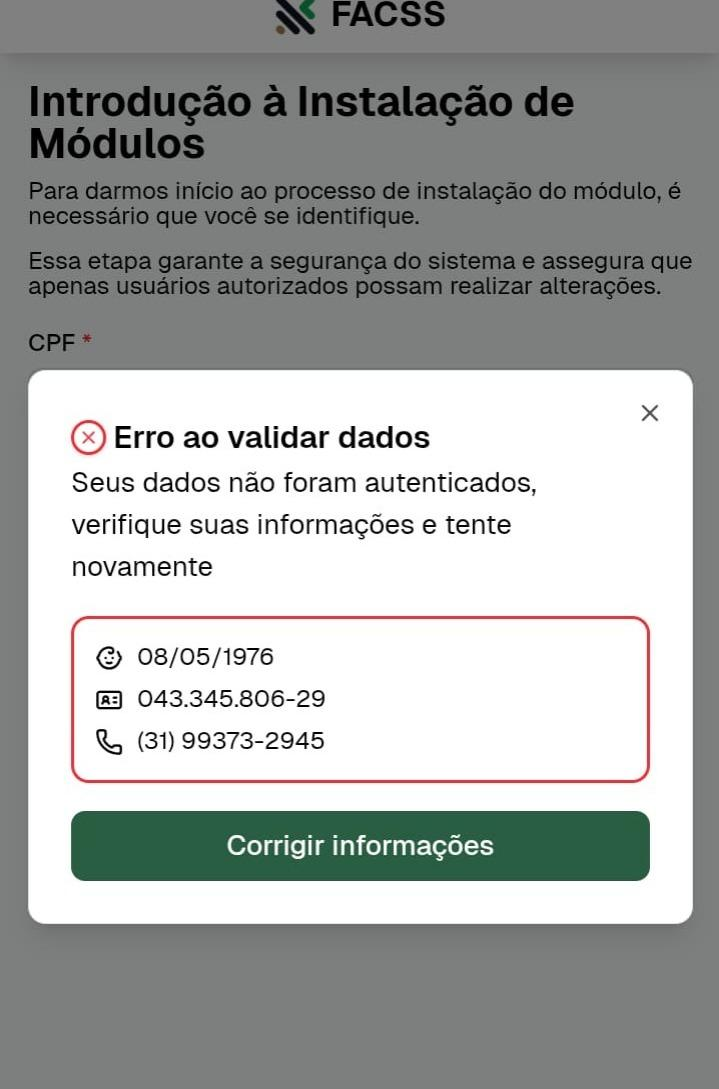 FACSS
Introdução à Instalação de
Módulos
Para darmos início ao processo de instalação do módulo, é
necessário que você se identifique.
Essa etapa garante a segurança do sistema e assegura que
apenas usuários autorizados possam realizar alterações.
CPF *
Erro ao validar dados
Seus dados não foram autenticados,
verifique suas informações e tente
novamente
08/05/1976
043.345.806-29
(31) 99373-2945
Corrigir informações